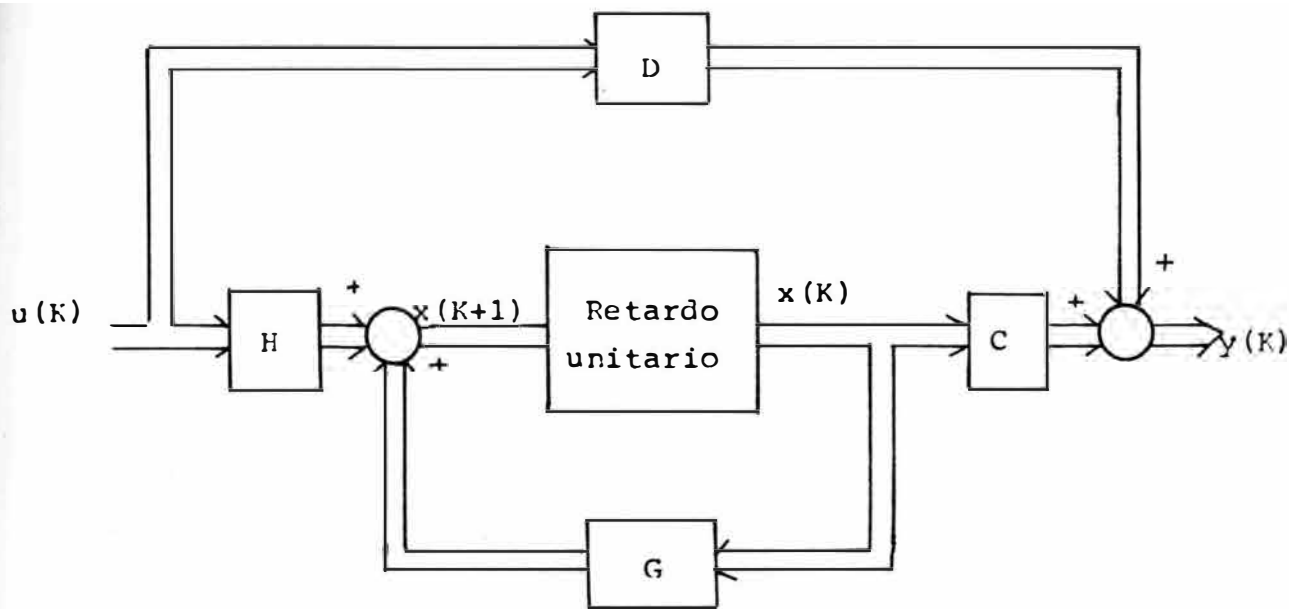 D
+
u(K)
H
+
x(K+1)
+
Retardo
unitario
x(K)
C
+
y(K)
G